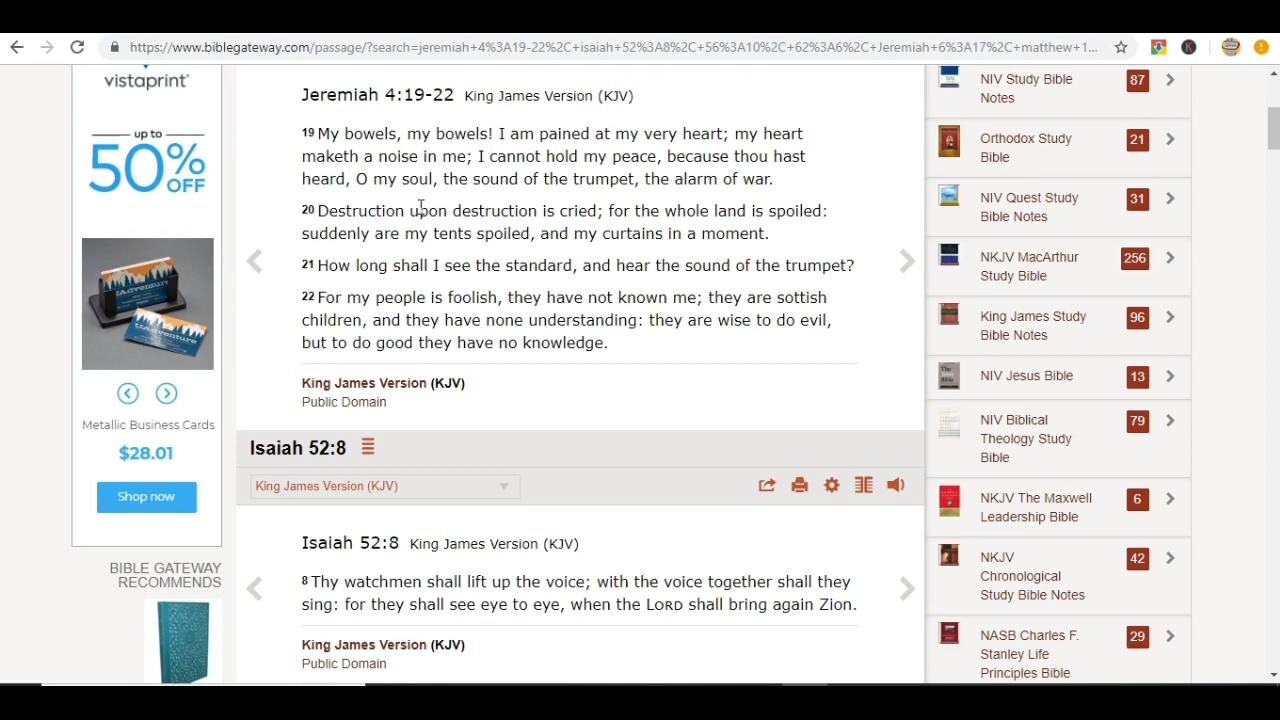 https://www.biblegateway.com/passage/?search=jeremiah+4%3A19-22%2C+isaiah+52%3A8%2C+56%3A10%2C+62%3A6%2C+Jeremiah+6%3A17%2C+matthew+1...
vistaprint
up to
50%
OFF
Metallic Business Cards
$28.01
Shop now
BIBLE GATEWAY
RECOMMENDS
Jeremiah 4:19-22 King James Version (KJV)
19 My bowels, my bowels! I am pained at my very heart; my heart
maketh a noise in me; I cannot hold my peace, because thou hast
heard, O my soul, the sound of the trumpet, the alarm of war.
20 Destruction upon destruction is cried; for the whole land is spoiled:
suddenly are my tents spoiled, and my curtains in a moment.
21 How long shall I see the standard, and hear the sound of the trumpet?
22 For my people is foolish, they have not known me; they are sottish
children, and they have none understanding: they are wise to do evil,
but to do good they have no knowledge.
King James Version (KJV)
Public Domain
Isaiah 52:8
King James Version (KJV)
Isaiah 52:8 King James Version (KJV)
8 Thy watchmen shall lift up the voice; with the voice together shall they
sing: for they shall see eye to eye, when the LORD shall bring again Zion.
King James Version (KJV)
Public Domain
NIV Study Bible 87
Notes
Orthodox Study 21
Bible
NIV Quest Study 31
Bible Notes
NKJV MacArthur 256
Study Bible
King James Study 96
Bible Notes
NIV Jesus Bible 13
NIV Biblical 79
Theology Study
Bible
NKJV The Maxwell 6
Leadership Bible
NKJV 42
Chronological
Study Bible Notes
NASB Charles F. 29
Stanley Life
Principles Bible